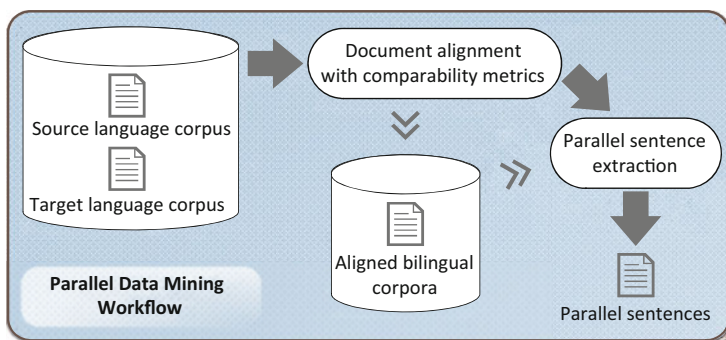 Source language corpus
Target language corpus
Document alignment
with comparability metrics
Parallel sentence
extraction
Aligned bilingual
corpora
Parallel sentences
Parallel Data Mining
Workflow